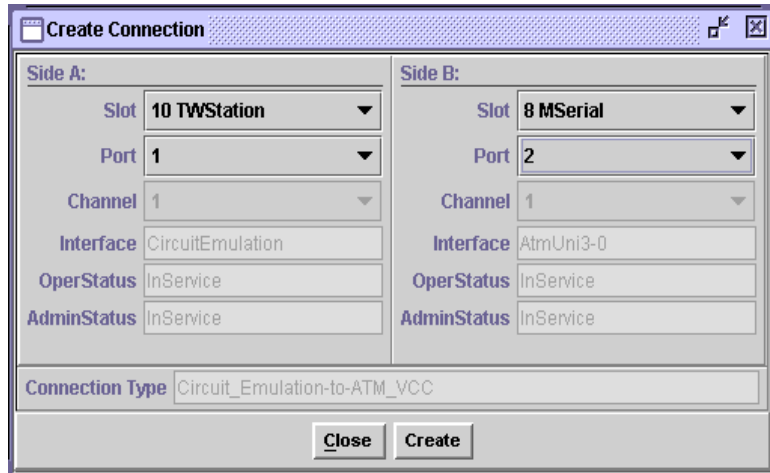 Create Connection
Side A:
Slot 10 TWStation
Port 1
Channel 1
Interface CircuitEmulation
OperStatus InService
AdminStatus InService
Side B:
Slot 8 MSerial
Port 2
Channel 1
Interface AtmUni3-0
OperStatus InService
AdminStatus InService
Connection Type Circuit_Emulation-to-ATM_VCC
Close Create